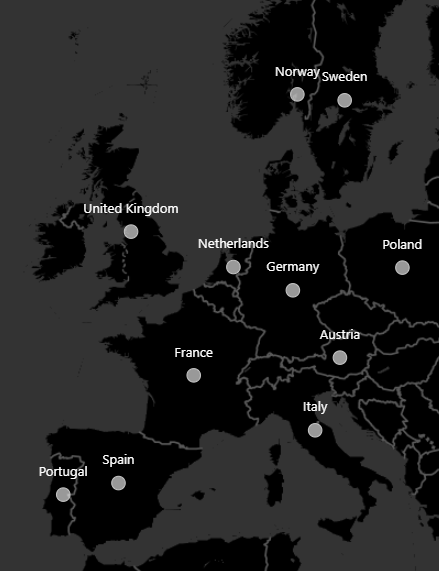 Norway
Sweden
United Kingdom
Netherlands
Poland
Germany
Austria
France
Italy
Spain
Portugal